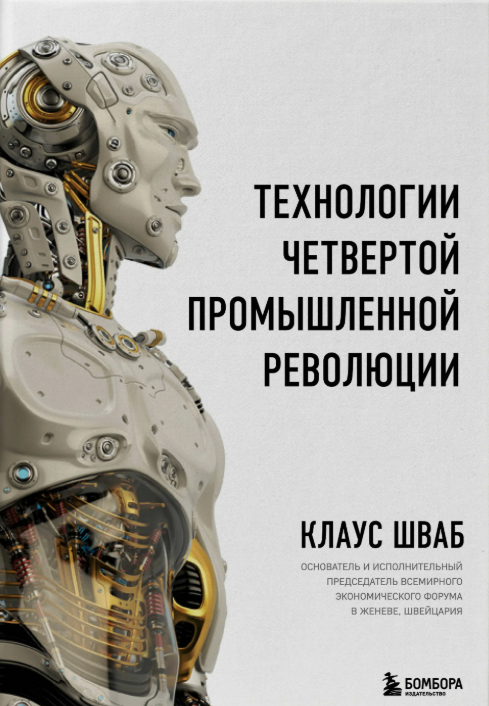 ТЕХНОЛОГИИ
ЧЕТВЕРТОЙ
ПРОМЫШЛЕННОЙ
РЕВОЛЮЦИИ
КЛАУС ШВАБ
ОСНОВАТЕЛЬ И ИСПОЛНИТЕЛЬНЫЙ
ПРЕДСЕДАТЕЛЬ ВСЕМИРНОГО
ЭКОНОМИЧЕСКОГО ФОРУМА
В ЖЕНЕВЕ, ШВЕЙЦАРИЯ
БОМБОРА
ИЗДАТЕЛЬСТВО